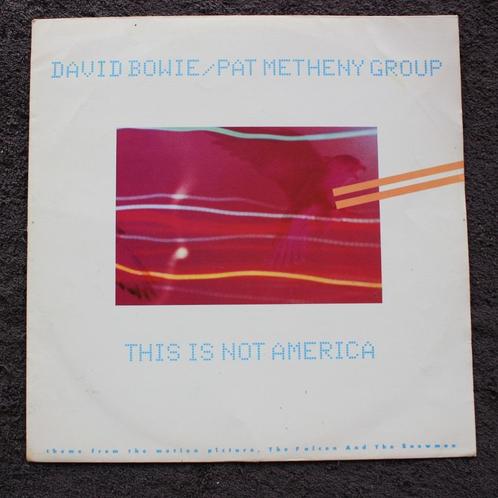 DAVID BOWIE/PAT METHENY GROUP
THIS IS NOT AMERICA
theme from the motion picture, The Falcon And The Snowman